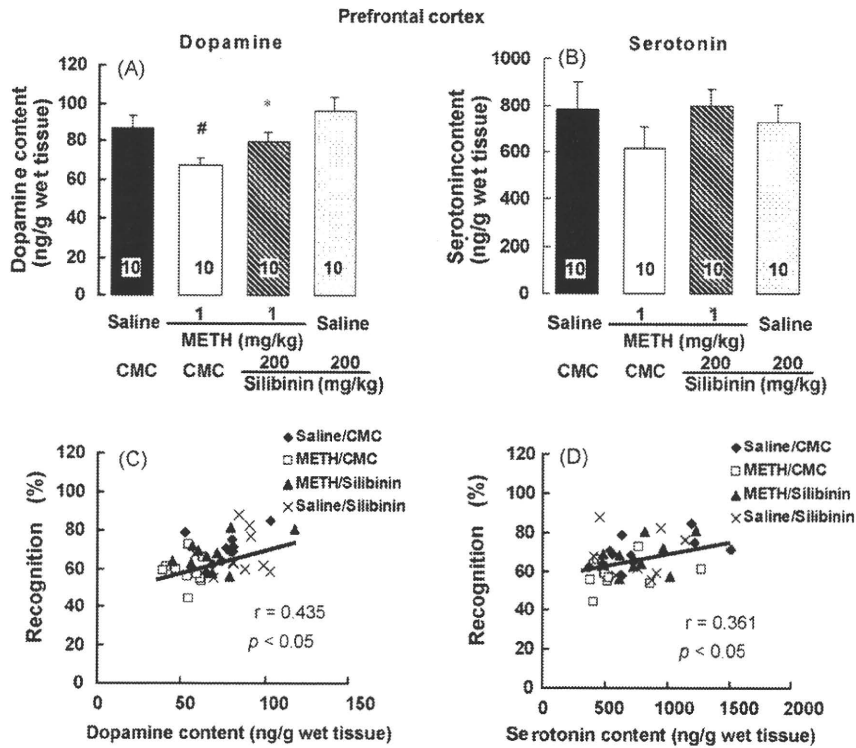 Prefrontal cortex
Dopamine
(A)
Dopamine content
(ng/g wet tissue)
120
100
80
60
40
20
0
#
*
10
10
10
10
Saline
1
1
Saline
METH (mg/kg)
CMC
CMC
200
200
Silibinin (mg/kg)
Serotonin
(B)
Serotonincontent
(ng/g wet tissue)
1000
800
600
400
200
0
10
10
10
10
Saline
1
1
Saline
METH (mg/kg)
CMC
CMC
200
200
Silibinin (mg/kg)
(C)
Saline/CMC
METH/CMC
METH/Silibinin
Saline/Silibinin
Recognition (%)
120
100
80
60
40
20
0
r = 0.435
p < 0.05
0
50
100
150
Dopamine content (ng/g wet tissue)
(D)
Saline/CMC
METH/CMC
METH/Silibinin
Saline/Silibinin
Recognition (%)
120
100
80
60
40
20
0
r = 0.361
p < 0.05
0
500
1000
1500
2000
Serotonin content (ng/g wet tissue)